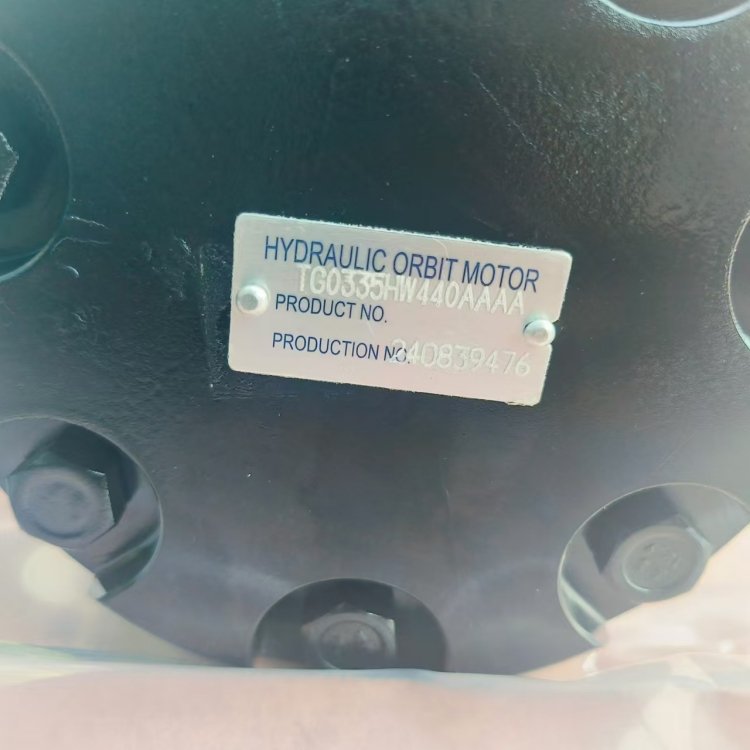 HYDRAULIC ORBIT MOTOR
TG0335HW440AAAA
PRODUCT NO.
PRODUCTION NO. 240839476